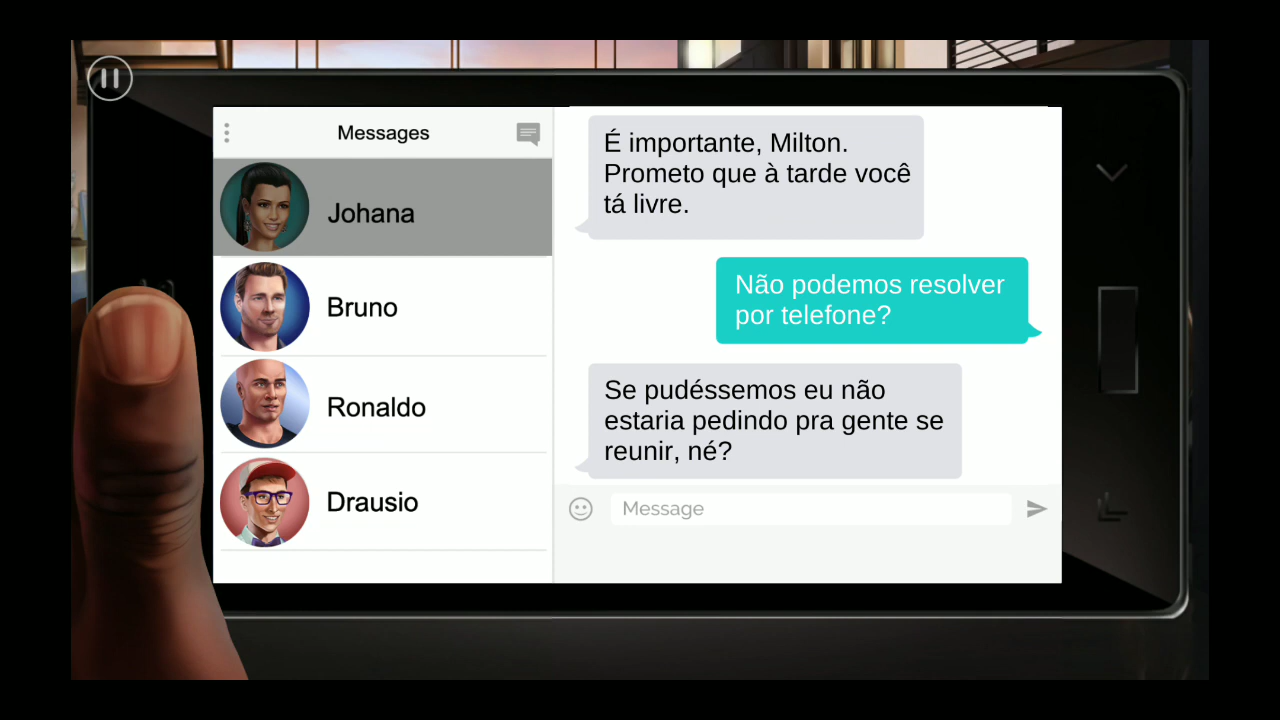 Messages
Johana
Bruno
Ronaldo
Drausio
É importante, Milton.
Prometo que à tarde você
tá livre.
Não podemos resolver
por telefone?
Se pudéssemos eu não
estaria pedindo pra gente se
reunir, né?
Message